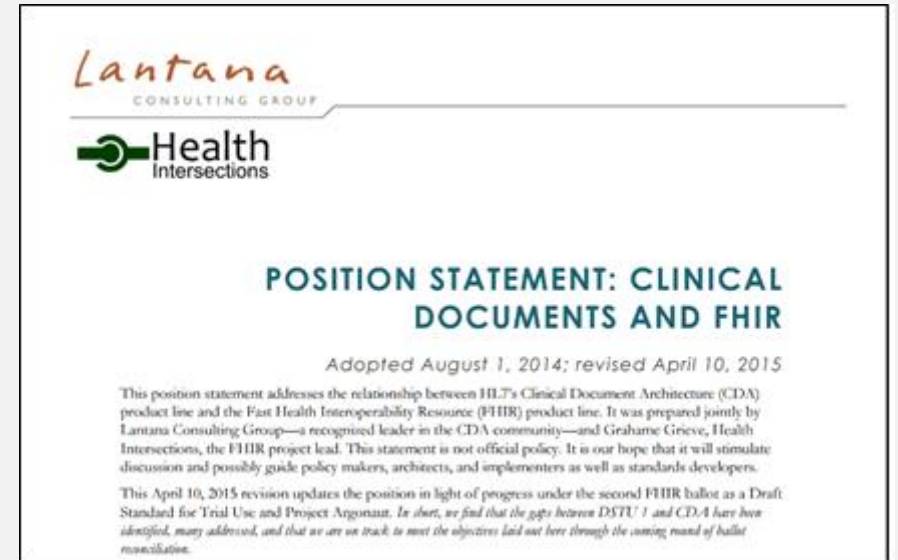 Lantana
CONSULTING GROUP
Health
Intersections
POSITION STATEMENT: CLINICAL
DOCUMENTS AND FHIR
Adopted August 1, 2014; revised April 10, 2015
This position statement addresses the relationship between HL7's Clinical Document Architecture (CDA)
product line and the Fast Health Interoperability Resource (FHIR) product line. It was prepared jointly by
Lantana Consulting Group—a recognized leader in the CDA community—and Grahame Grieve, Health
Intersections, the FHIR project lead. This statement is not official policy. It is our hope that it will stimulate
discussion and possibly guide policy makers, architects, and implementers as well as standards developers.
This April 10, 2015 revision updates the position in light of progress under the second FHIR ballot as a Draft
Standard for Trial Use and Project Argonaut. In short, we find that the gaps between DSTU 1 and CDA have been
identified, many addressed, and that we are on track to meet the objectives laid out here through the coming round of ballot
reconciliation.